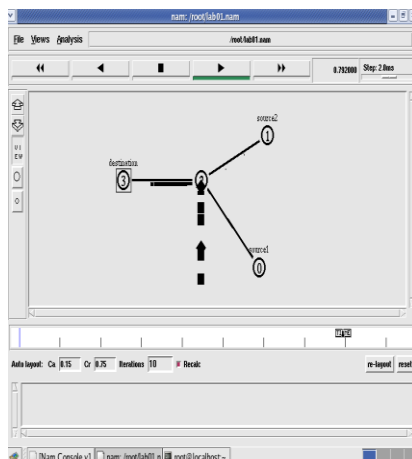 nam: /root/lab01.nam
File Views Analysis /root/lab01.nam
0.792000 Step: 2.0ms
VIEW
source2
1
destination
3
2
source1
0
Auto layout: Ca 0.15 Cr 0.75 Iterations 10 Recalc re-layout reset
[Nam Console v1 nam: /root/lab01.n root@localhost:~